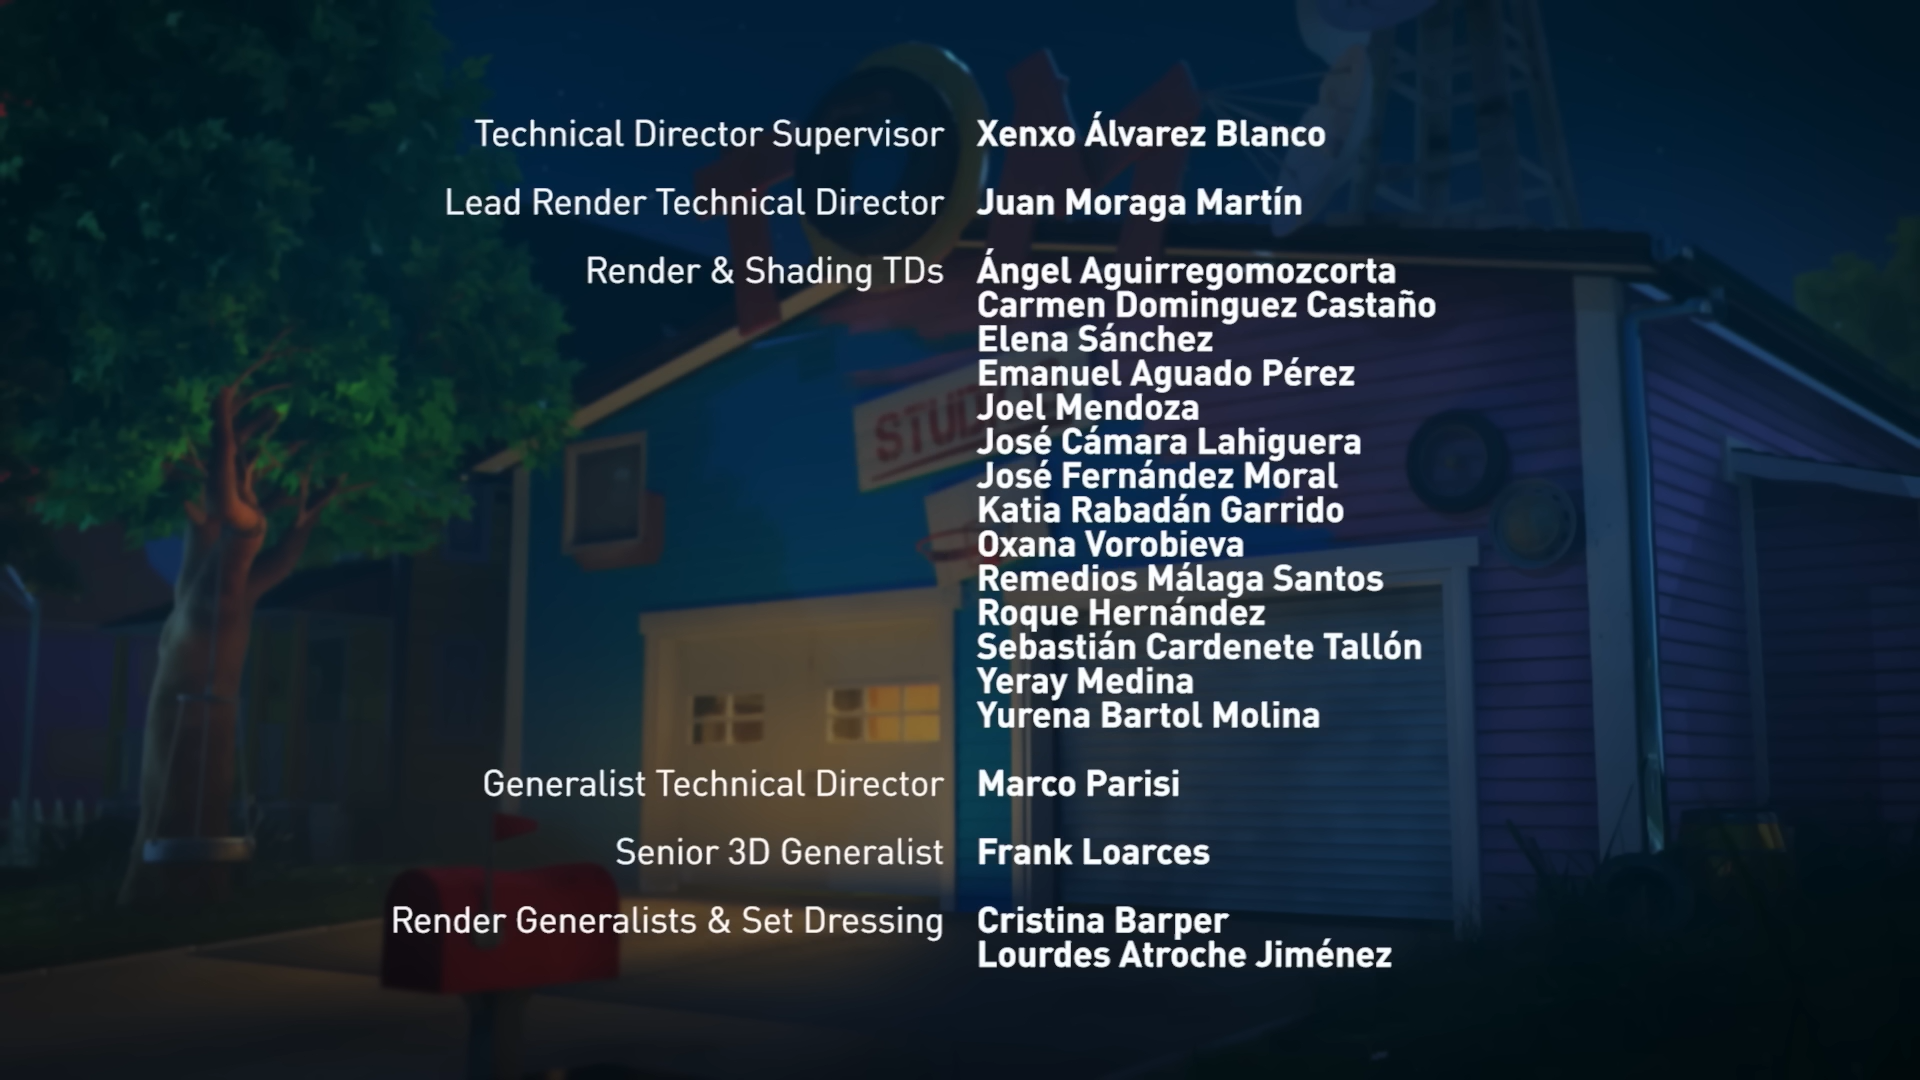 TOM
Technical Director Supervisor Xenxo Álvarez Blanco
Lead Render Technical Director Juan Moraga Martín
Render & Shading TDs Ángel Aguirregomozcorta
Carmen Dominguez Castaño
Elena Sánchez
Emanuel Aguado Pérez
Joel Mendoza
José Cámara Lahiguera
José Fernández Moral
Katia Rabadán Garrido
Oxana Vorobieva
Remedios Málaga Santos
Roque Hernández
Sebastián Cardenete Tallón
Yeray Medina
Yurena Bartol Molina
Generalist Technical Director Marco Parisi
Senior 3D Generalist Frank Loarces
Render Generalists & Set Dressing Cristina Barper
Lourdes Atroche Jiménez